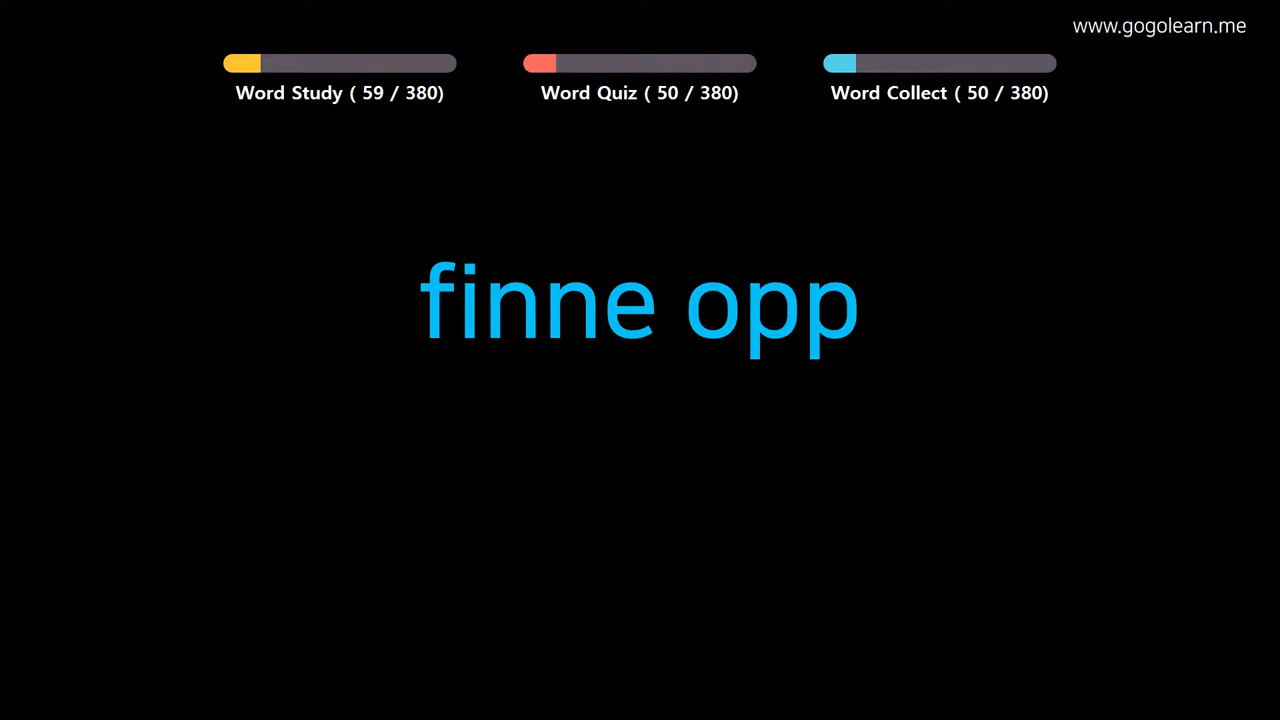 www.gogolearn.me
Word Study ( 59 / 380)
Word Quiz ( 50 / 380)
Word Collect ( 50 / 380)
finne opp